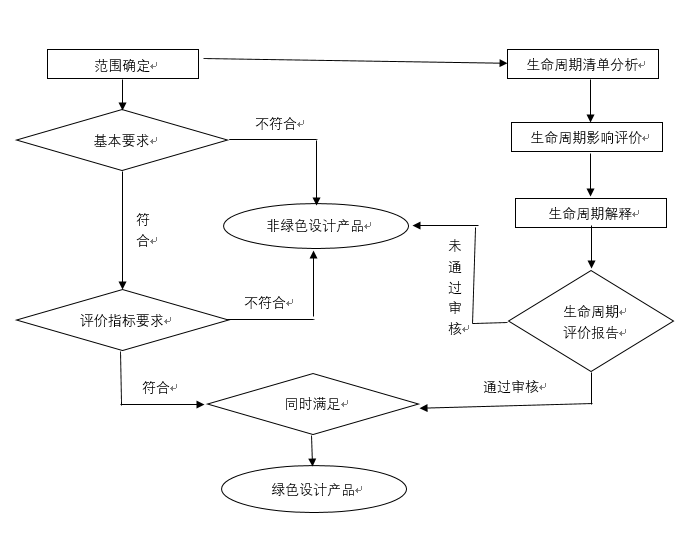 范围确定
生命周期清单分析
基本要求
不符合
生命周期影响评价
符
合
非绿色设计产品
生命周期解释
未
通
过
审
核
评价指标要求
不符合
生命周期
评价报告
符合
同时满足
通过审核
绿色设计产品